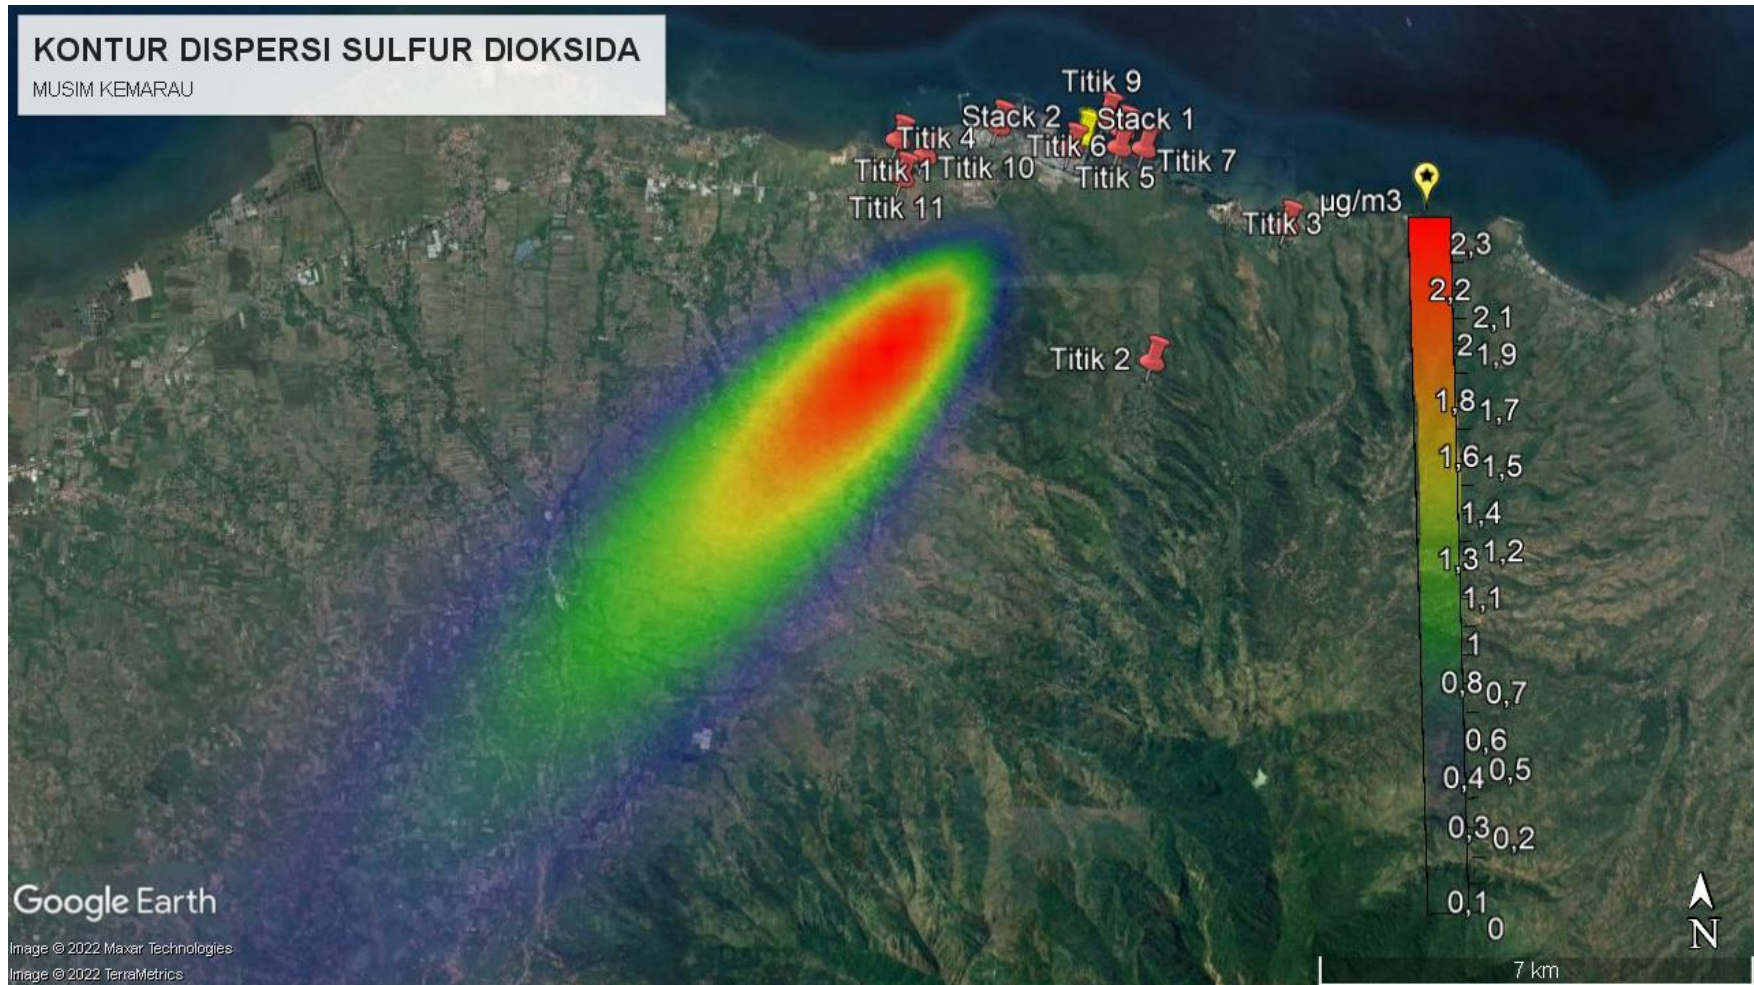 KONTUR DISPERSI SULFUR DIOKSIDA
MUSIM KEMARAU
Titik 9
Stack 2
Stack 1
Titik 4
Titik 6
Titik 7
Titik 1
Titik 10
Titik 5
Titik 11
Titik 3
µg/m3
2,3
2,2
2,1
2
1,9
Titik 2
1,8
1,7
1,6
1,5
1,4
1,3
1,2
1,1
1
0,8
0,7
0,6
0,5
0,4
0,3
0,2
0,1
0
Google Earth
N
Image © 2022 Maxar Technologies
Image © 2022 TerraMetrics
7 km